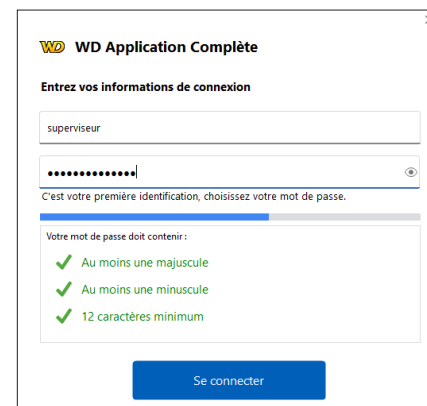 WD WD Application Complète
Entrez vos informations de connexion
superviseur
••••••••••••••
C'est votre première identification, choisissez votre mot de passe.
Votre mot de passe doit contenir :
Au moins une majuscule
Au moins une minuscule
12 caractères minimum
Se connecter